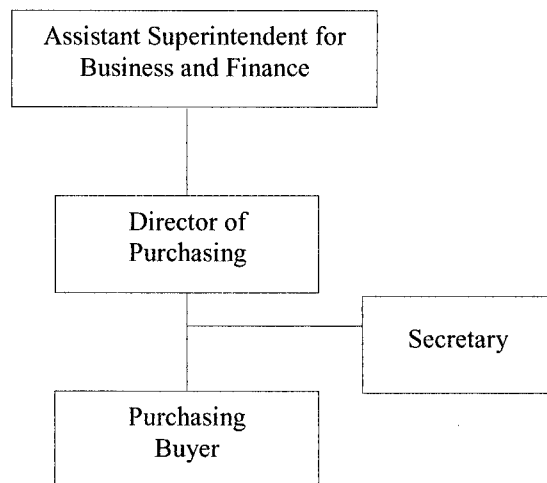 Assistant Superintendent for
Business and Finance
Director of
Purchasing
Secretary
Purchasing
Buyer